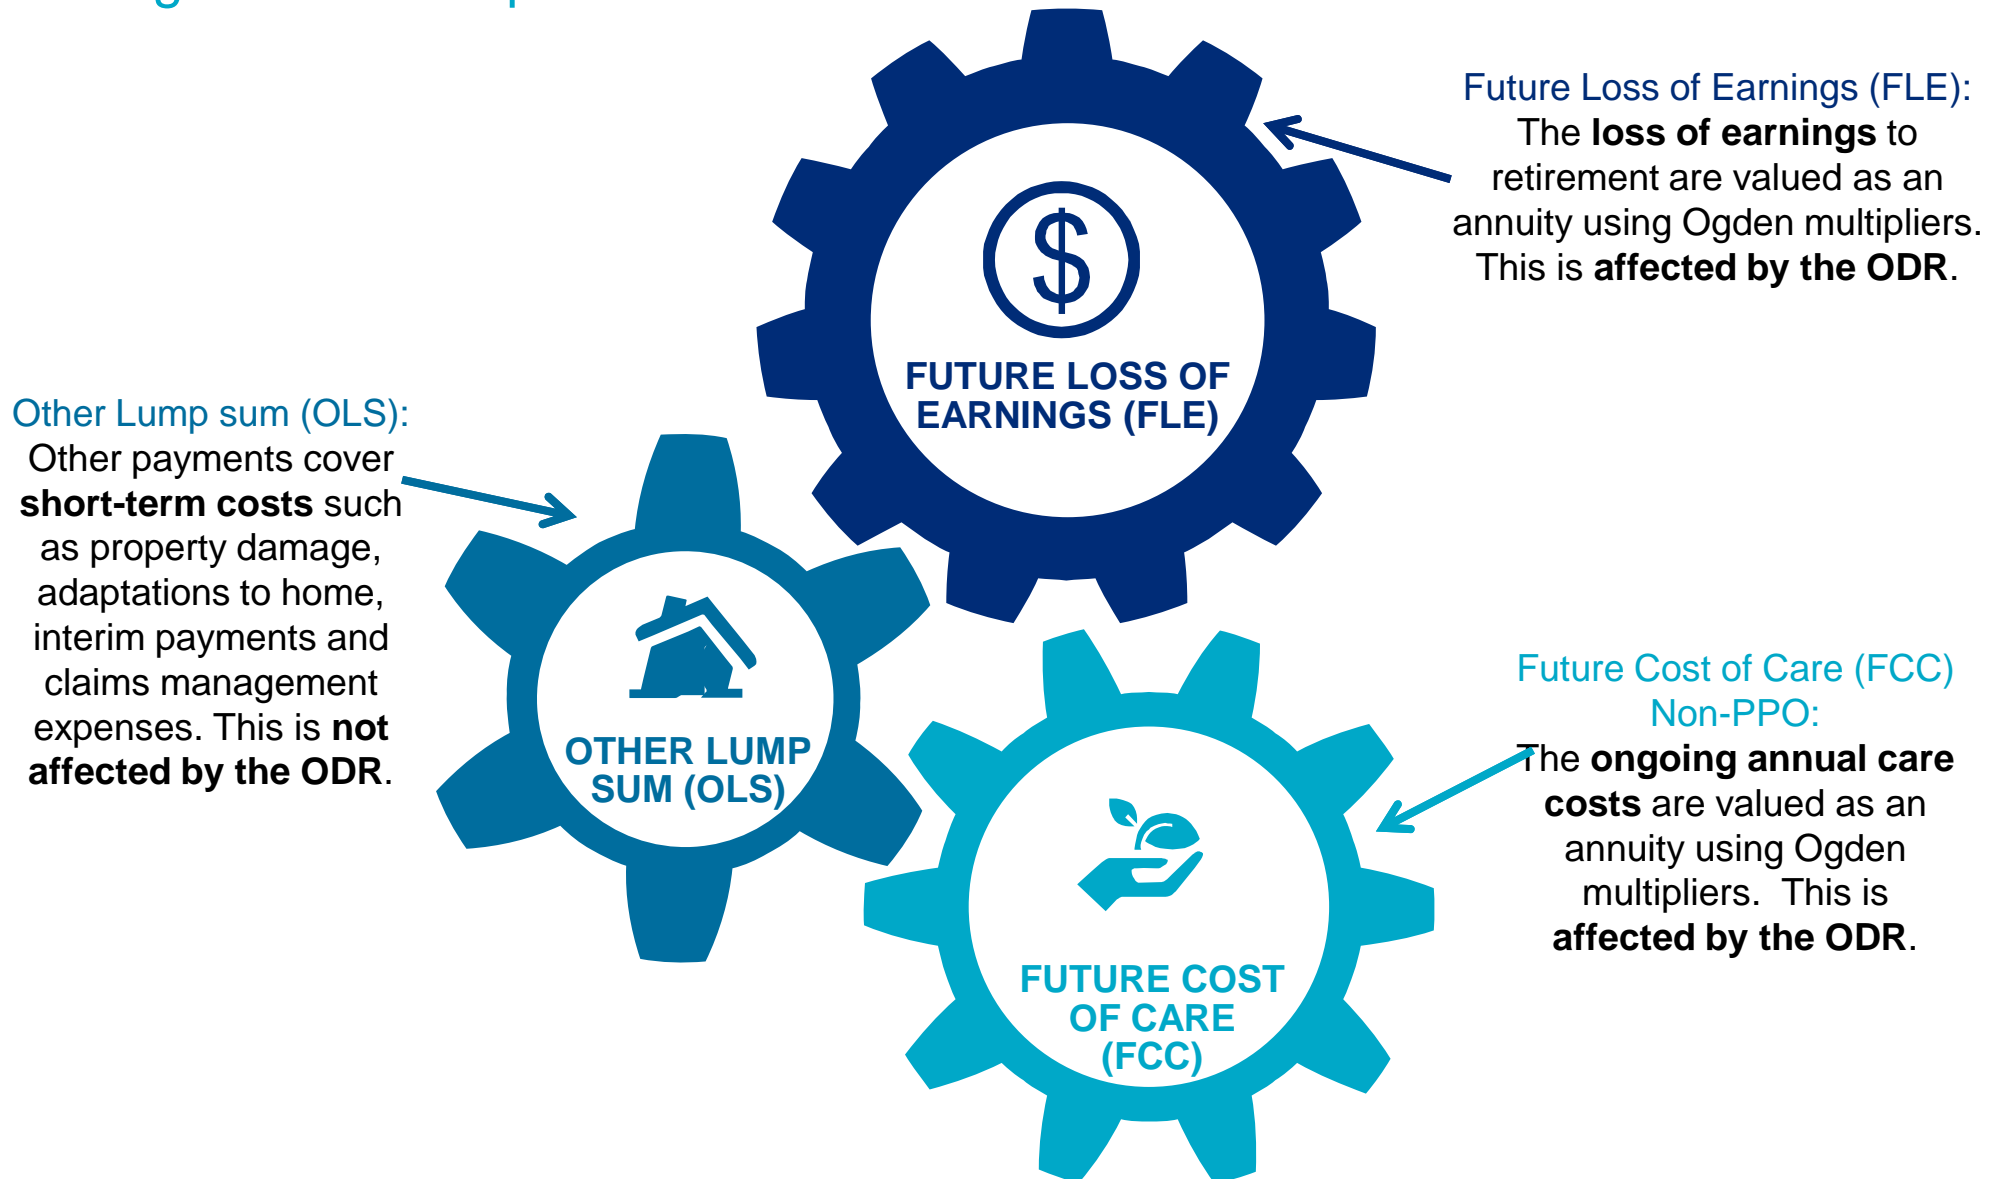 Future Loss of Earnings (FLE):
The loss of earnings to
retirement are valued as an
annuity using Ogden multipliers.
This is affected by the ODR.
FUTURE LOSS OF
EARNINGS (FLE)
Other Lump sum (OLS):
Other payments cover
short-term costs such
as property damage,
adaptations to home,
interim payments and
claims management
expenses. This is not
affected by the ODR.
OTHER LUMP
SUM (OLS)
Future Cost of Care (FCC)
Non-PPO:
The ongoing annual care
costs are valued as an
annuity using Ogden
multipliers.  This is
affected by the ODR.
FUTURE COST
OF CARE
(FCC)